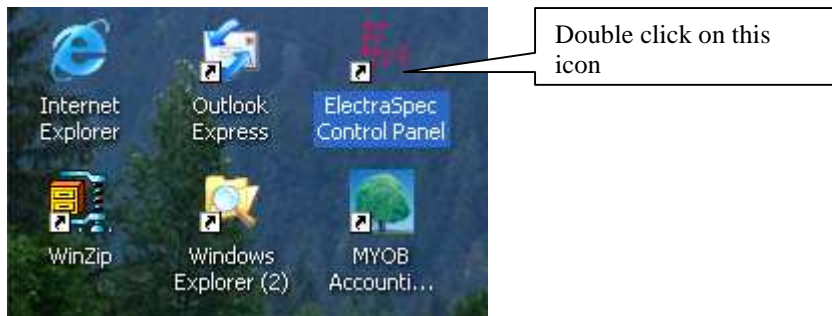 Double click on this
icon
Internet
Explorer
Outlook
Express
ElectraSpec
Control Panel
WinZip
Windows
Explorer (2)
MYOB
Accounti...